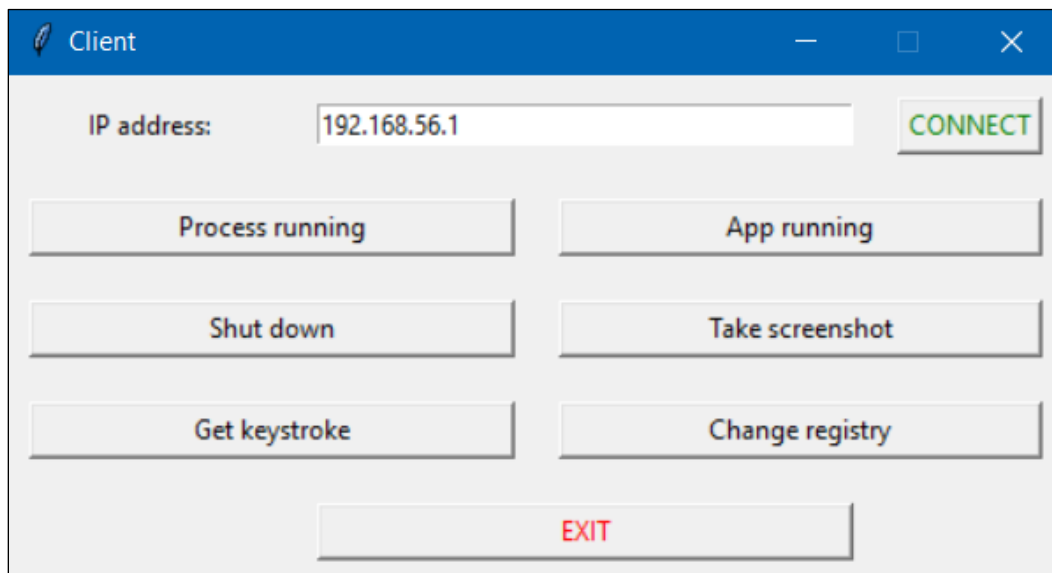 Client
IP address: 192.168.56.1 CONNECT
Process running App running
Shut down Take screenshot
Get keystroke Change registry
EXIT